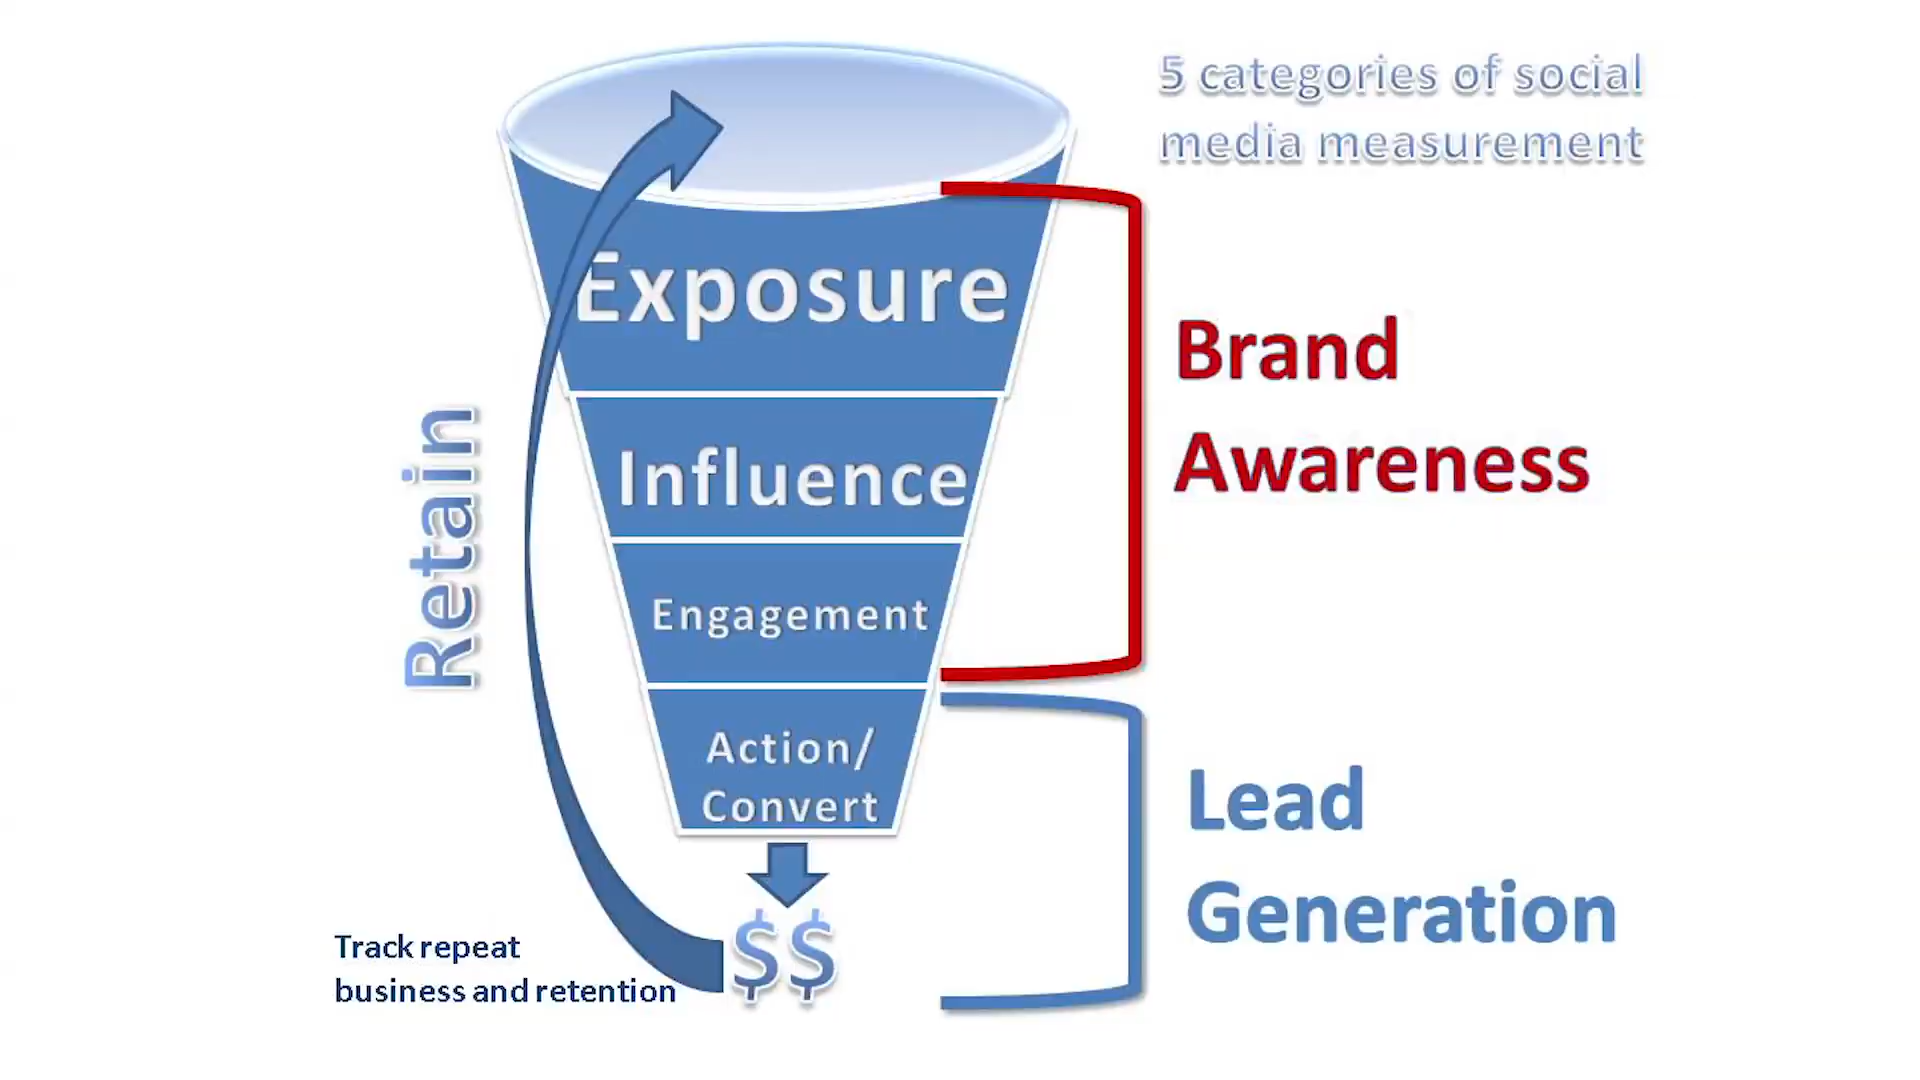 5 categories of social
media measurement
Exposure
Influence
Engagement
Action/
Convert
$$
Retain
Track repeat
business and retention
Brand
Awareness
Lead
Generation